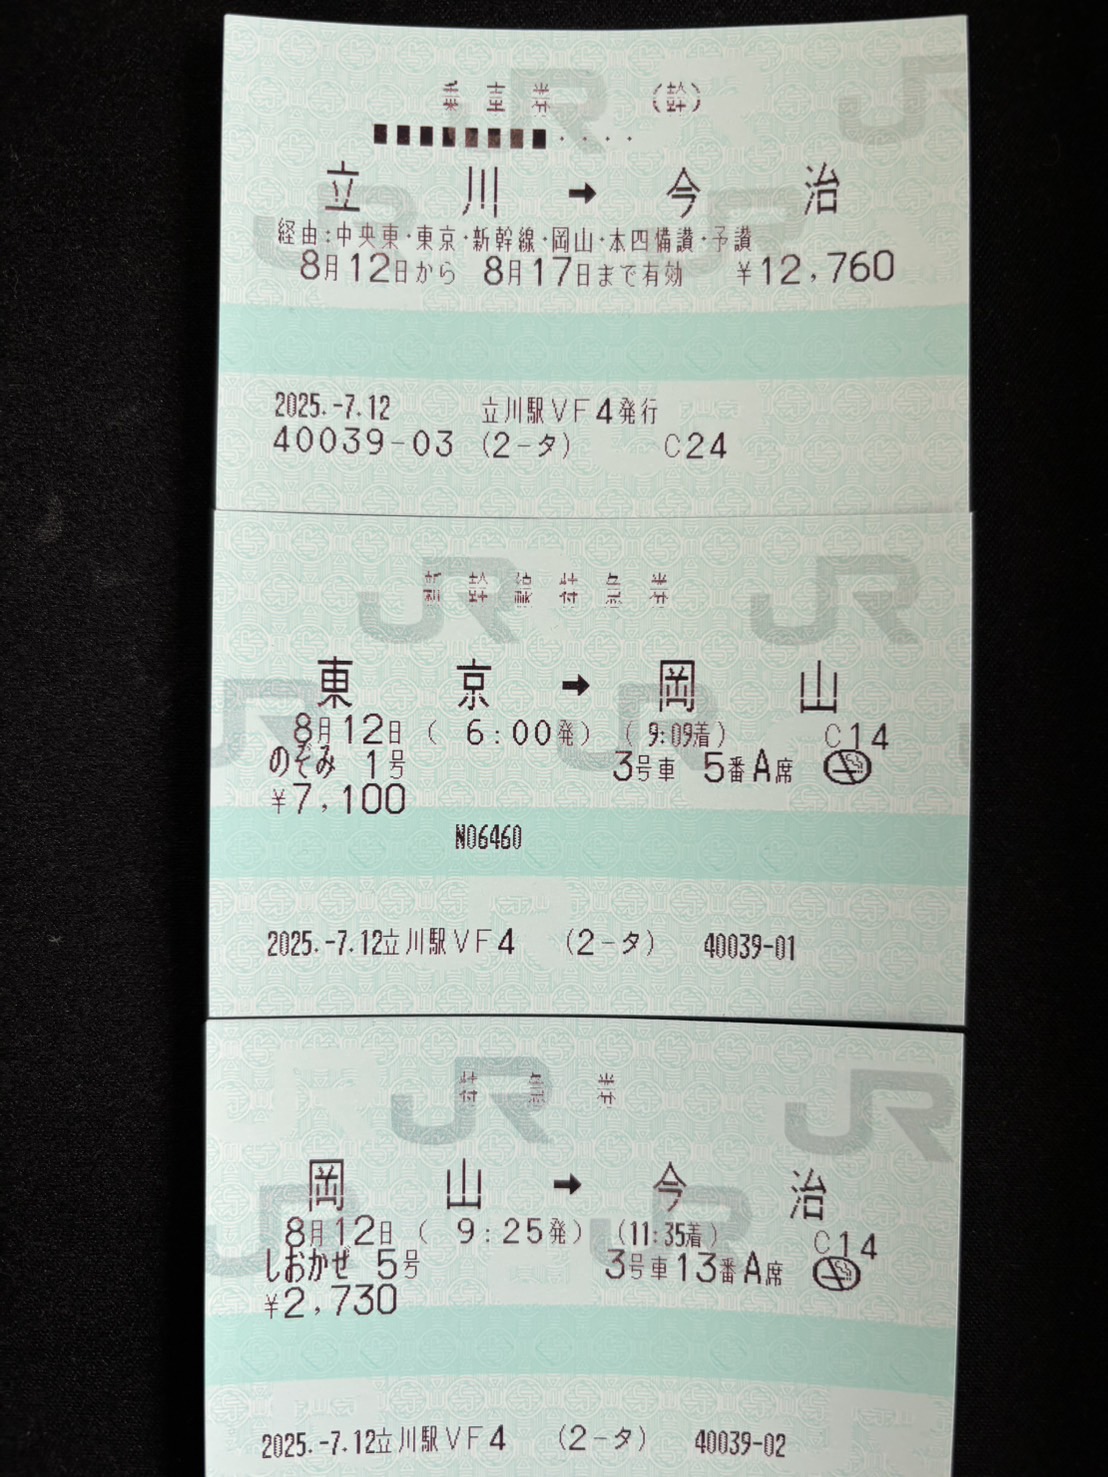 乗車券 (幹)
立川 ➡ 今治
経由:中央東・東京・新幹線・岡山・本四備讃・予讃
8月12日から 8月17日まで有効 ¥12,760
2025.-7.12 立川駅VF4発行
40039-03 (2-タ) C24
JR
新幹線特急券
東京 ➡ 岡山
8月12日 ( 6:00発) ( 9:09着) C14
のぞみ 1号 3号車 5番A席
¥7,100
N06460
2025.-7.12立川駅VF4 (2-タ) 40039-01
JR
特急券
岡山 ➡ 今治
8月12日 ( 9:25発) (11:35着) C14
しおかぜ 5号 3号車13番A席
¥2,730
2025.-7.12立川駅VF4 (2-タ) 40039-02